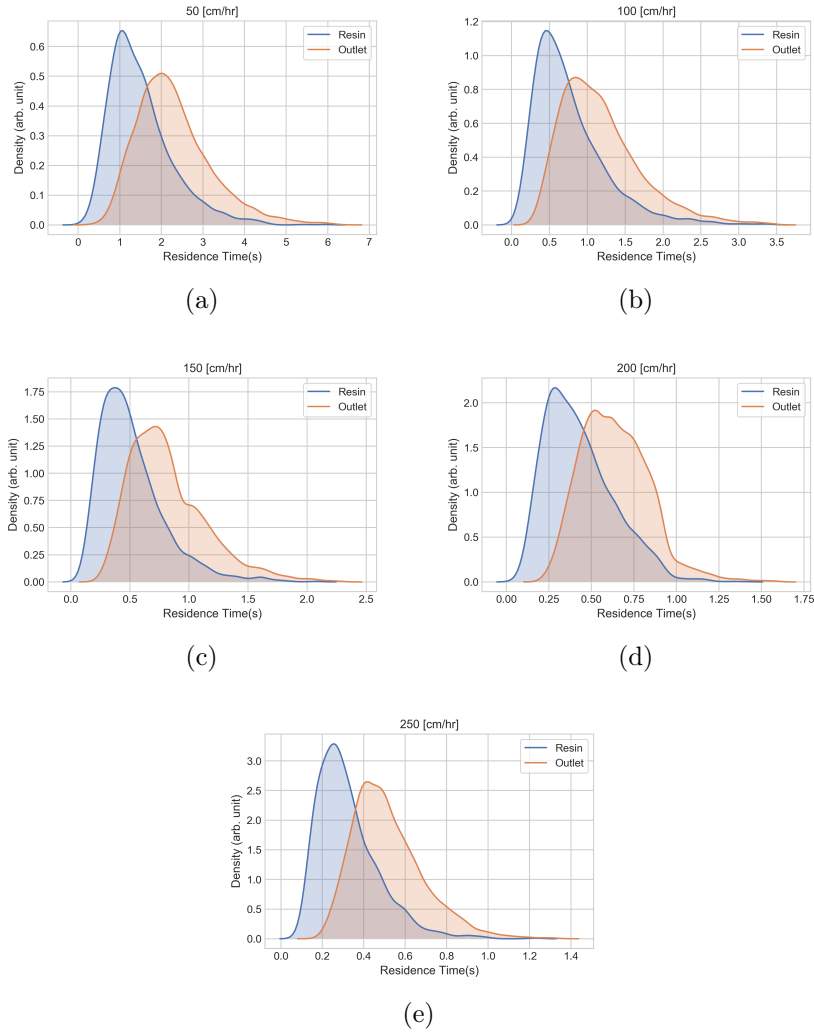 50 [cm/hr]
Density (arb. unit)
0.6
0.5
0.4
0.3
0.2
0.1
0.0
Resin
Outlet
0 1 2 3 4 5 6 7
Residence Time(s)
(a)
100 [cm/hr]
Density (arb. unit)
1.2
1.0
0.8
0.6
0.4
0.2
0.0
Resin
Outlet
0.0 0.5 1.0 1.5 2.0 2.5 3.0 3.5
Residence Time(s)
(b)
150 [cm/hr]
Density (arb. unit)
1.75
1.50
1.25
1.00
0.75
0.50
0.25
0.00
Resin
Outlet
0.0 0.5 1.0 1.5 2.0 2.5
Residence Time(s)
(c)
200 [cm/hr]
Density (arb. unit)
2.0
1.5
1.0
0.5
0.0
Resin
Outlet
0.00 0.25 0.50 0.75 1.00 1.25 1.50 1.75
Residence Time(s)
(d)
250 [cm/hr]
Density (arb. unit)
3.0
2.5
2.0
1.5
1.0
0.5
0.0
Resin
Outlet
0.0 0.2 0.4 0.6 0.8 1.0 1.2 1.4
Residence Time(s)
(e)